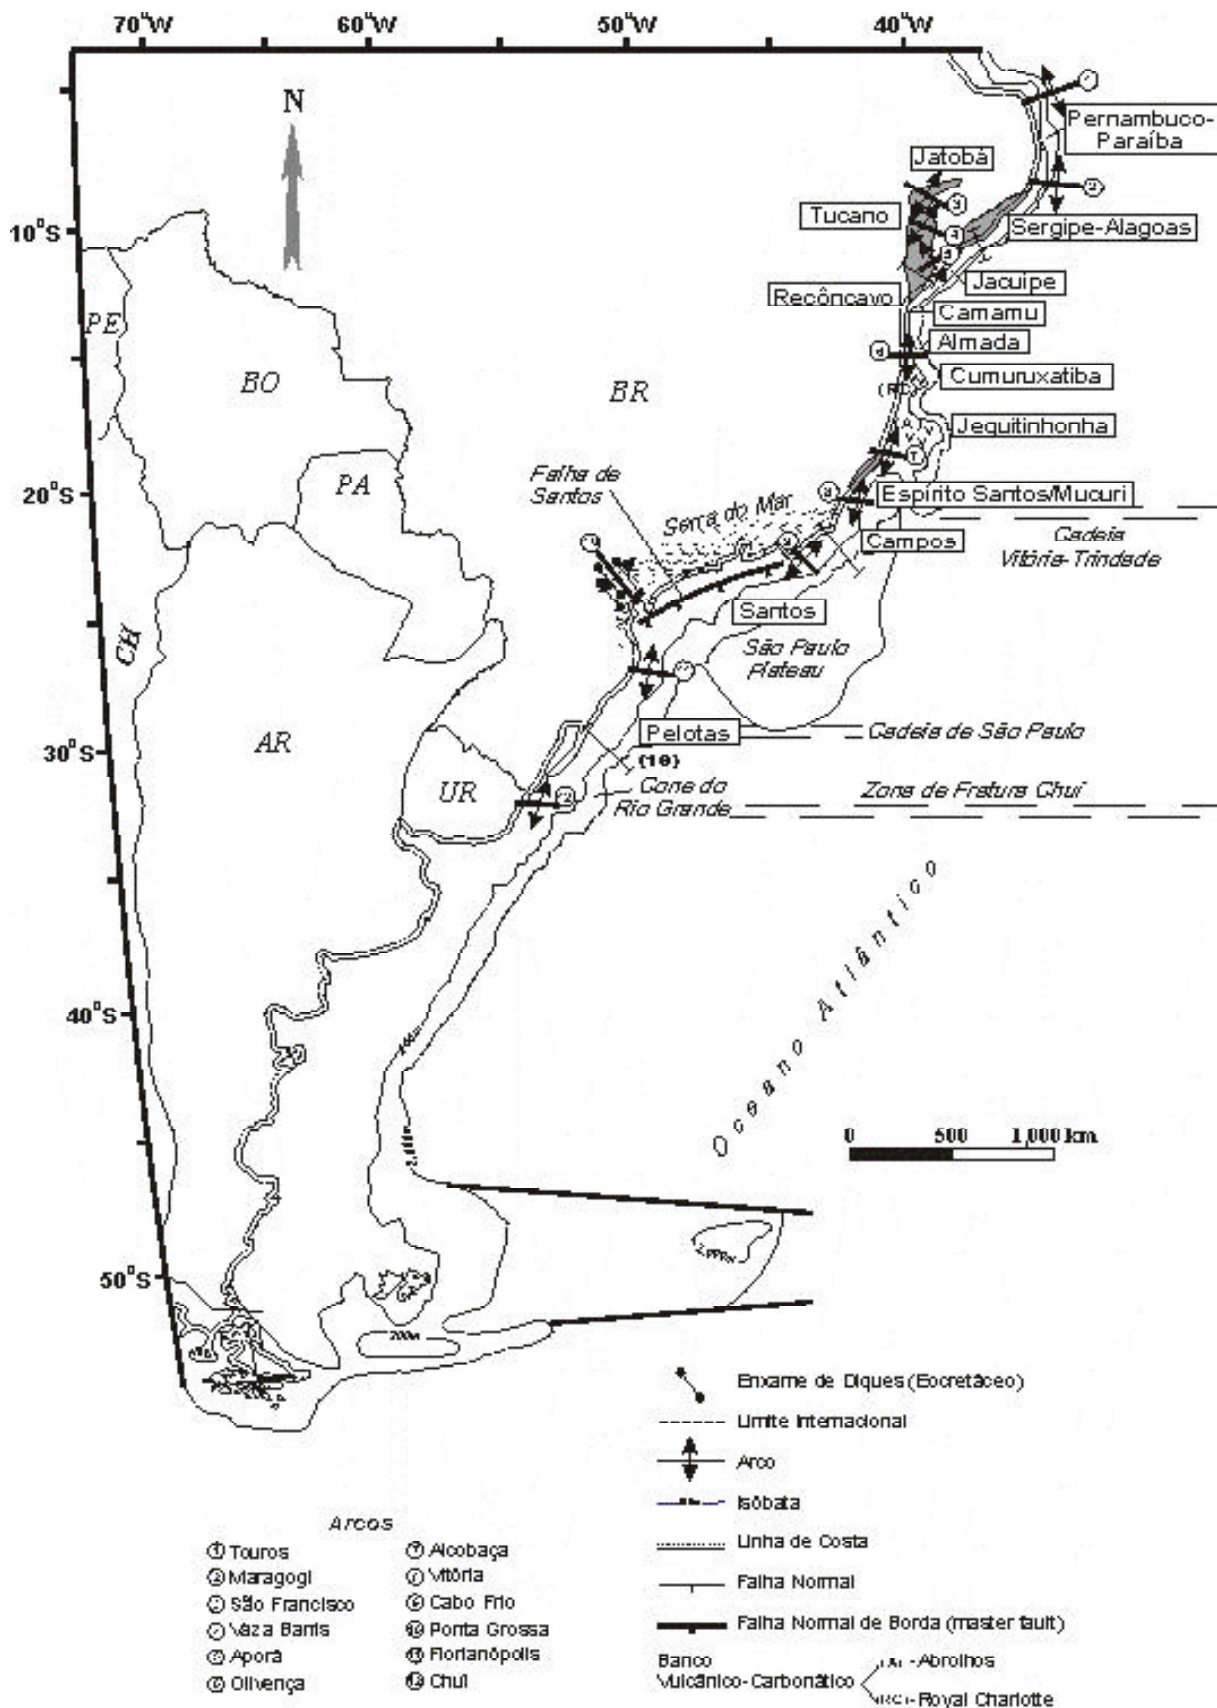 70°W 60°W 50°W 40°W
N
Pernambuco-
Paraíba
Jatobá
Tucano
Sergipe-Alagoas
10°S
Jacuípe
Recôncavo
Camamu
Almada
Cumuruxatiba
Jequitinhonha
PE
BO
BR
PA
Falha de
Santos
Serra do Mar
20°S
Espírito Santos/Mucuri
Campos
Cadeia
Vitória-Trindade
Santos
São Paulo
Plateau
CH
AR
UR
30°S
Pelotas
Cadeia de São Paulo
Cone do
Rio Grande
Zona de Fratura Chuí
Oceano Atlântico
40°S
0 500 1,000 km
50°S
200m
Enxame de Diques (Eocretáceo)
Limite Internacional
Arco
Isóbata
Linha de Costa
Falha Normal
Falha Normal de Borda (master fault)
Banco
Vulcânico-Carbonático
(A) - Abrolhos
(RC) - Royal Charlotte
Arcos
1 Touros
2 Maragogi
São Francisco
Vaza Barris
Aporá
6 Olivença
7 Alcobaça
Vitória
Cabo Frio
10 Ponta Grossa
11 Florianópolis
12 Chuí